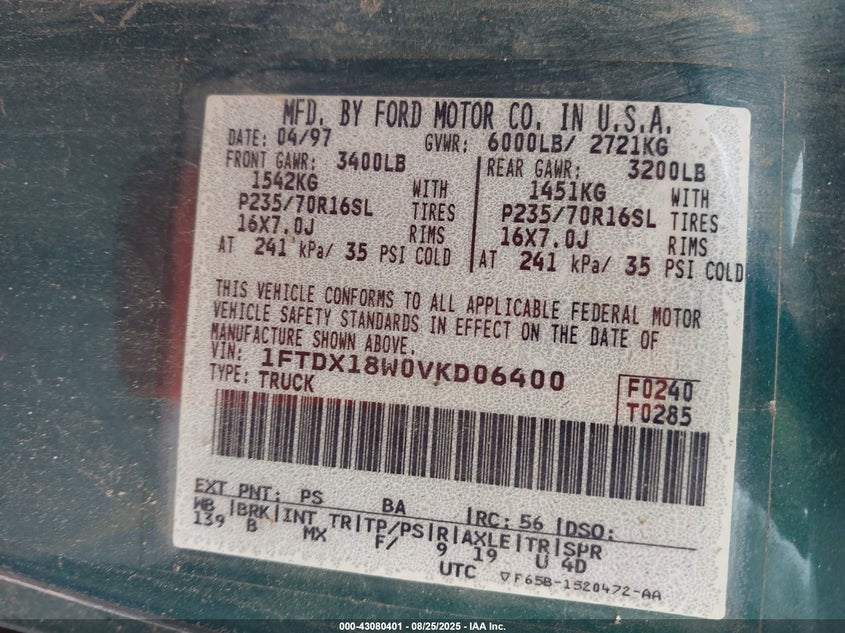 MFD. BY FORD MOTOR CO. IN U.S.A.
DATE: 04/97 GVWR: 6000LB/ 2721KG
FRONT GAWR: 3400LB REAR GAWR: 3200LB
1542KG WITH 1451KG WITH
P235/70R16SL TIRES P235/70R16SL TIRES
16X7.0J RIMS 16X7.0J RIMS
AT 241 kPa/ 35 PSI COLD AT 241 kPa/ 35 PSI COLD
THIS VEHICLE CONFORMS TO ALL APPLICABLE FEDERAL MOTOR
VEHICLE SAFETY STANDARDS IN EFFECT ON THE DATE OF
MANUFACTURE SHOWN ABOVE.
VIN: 1FTDX18W0VKD06400
TYPE: TRUCK F0240
T0285
EXT PNT: PS BA RC: 56 DSO:
WB BRK INT TR TP/PS R AXLE TR SPR
139 B MX F/ 9 19 U 4D
UTC ▽F65B-1520472-AA
000-43080401 - 08/25/2025 - IAA Inc.